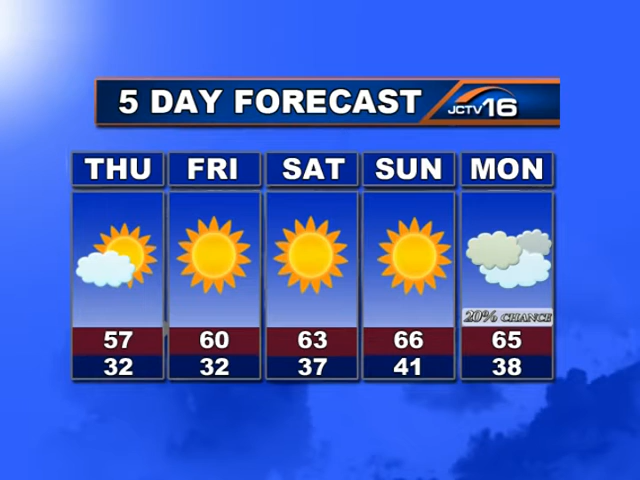 5 DAY FORECAST JCTV16
THU FRI SAT SUN MON
20% CHANCE
57 60 63 66 65
32 32 37 41 38